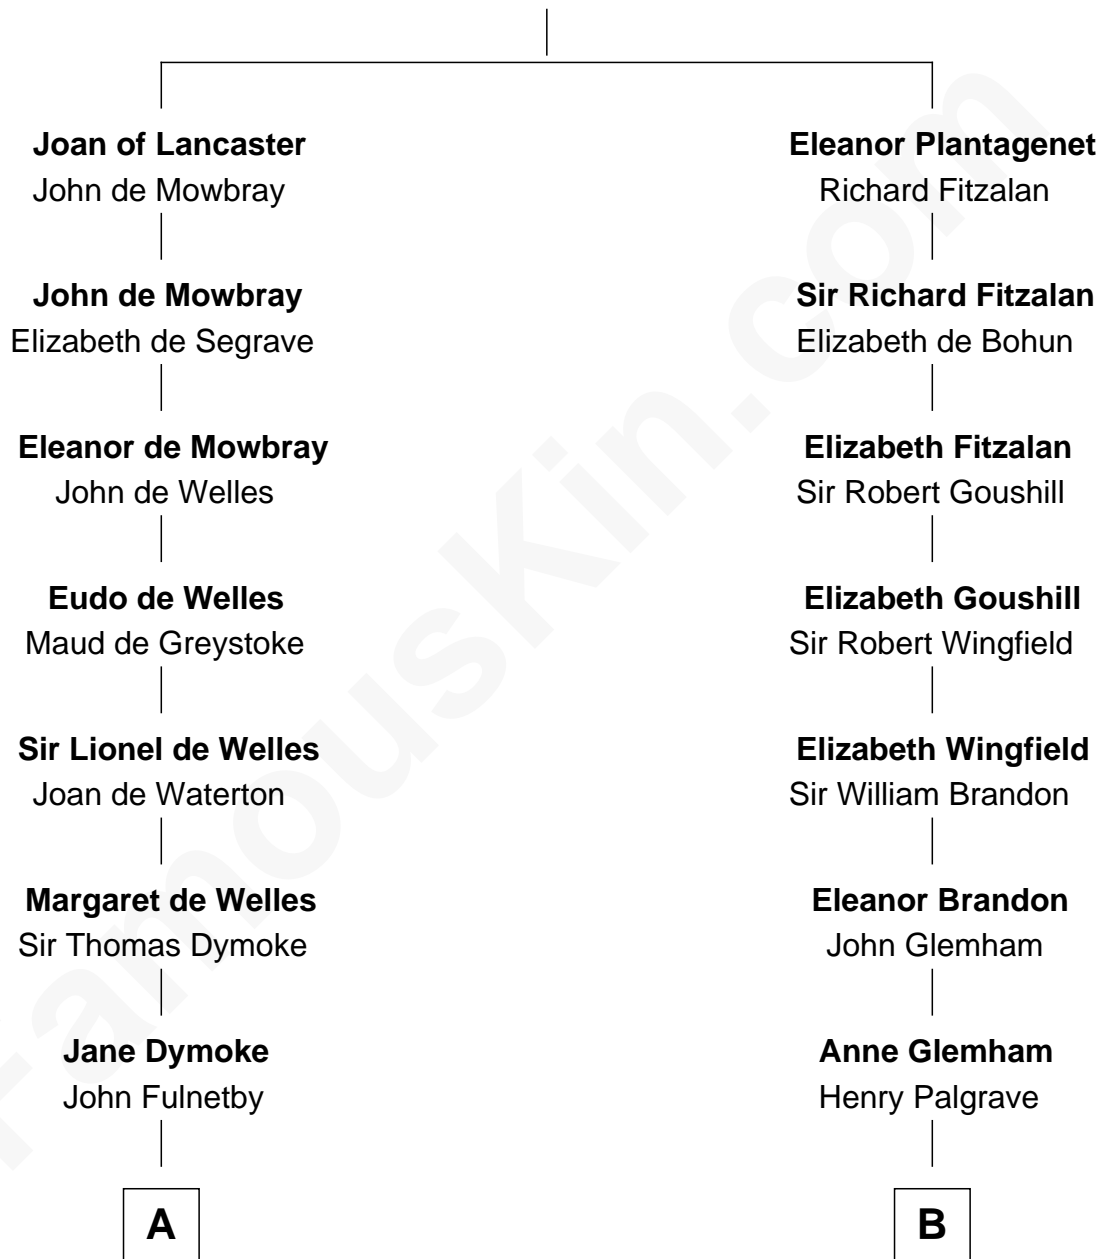 Joan of Lancaster
John de Mowbray
John de Mowbray
Elizabeth de Segrave
Eleanor de Mowbray
John de Welles
Eudo de Welles
Maud de Greystoke
Sir Lionel de Welles
Joan de Waterton
Margaret de Welles
Sir Thomas Dymoke
Jane Dymoke
John Fulnetby
A
Eleanor Plantagenet
Richard Fitzalan
Sir Richard Fitzalan
Elizabeth de Bohun
Elizabeth Fitzalan
Sir Robert Goushill
Elizabeth Goushill
Sir Robert Wingfield
Elizabeth Wingfield
Sir William Brandon
Eleanor Brandon
John Glemham
Anne Glemham
Henry Palgrave
B
FamousKin.com